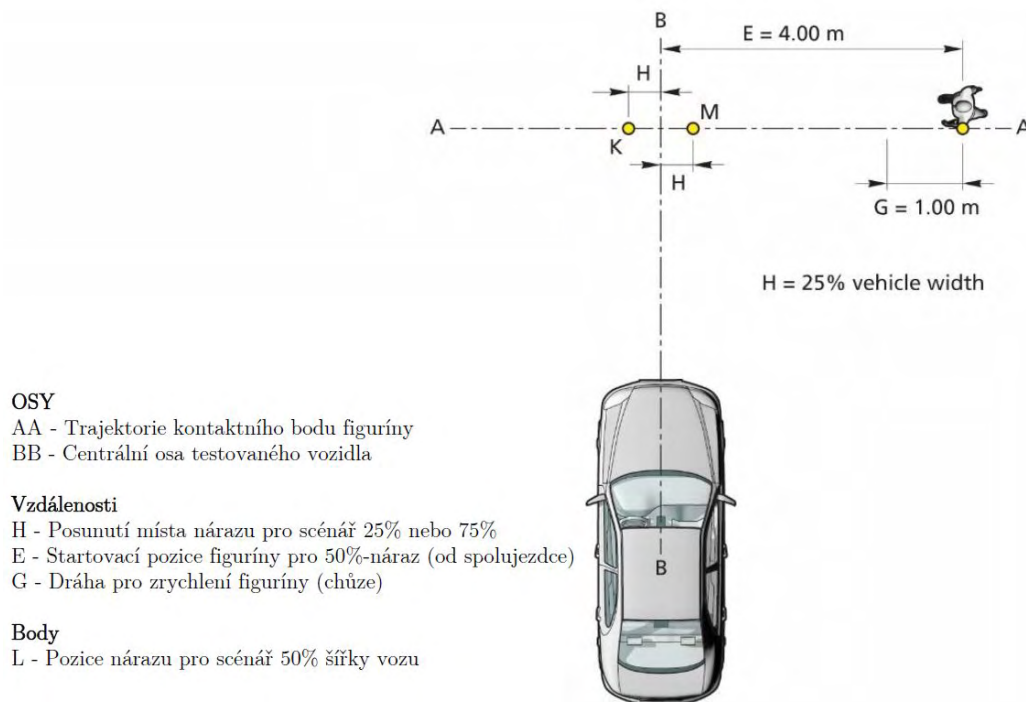 B
E = 4.00 m
H
M
A
A
K
H
G = 1.00 m
H = 25% vehicle width
OSY
AA - Trajektorie kontaktního bodu figuríny
BB - Centrální osa testovaného vozidla
Vzdálenosti
H - Posunutí místa nárazu pro scénář 25% nebo 75%
E - Startovací pozice figuríny pro 50%-náraz (od spolujezdce)
G - Dráha pro zrychlení figuríny (chůze)
B
Body
L - Pozice nárazu pro scénář 50% šířky vozu